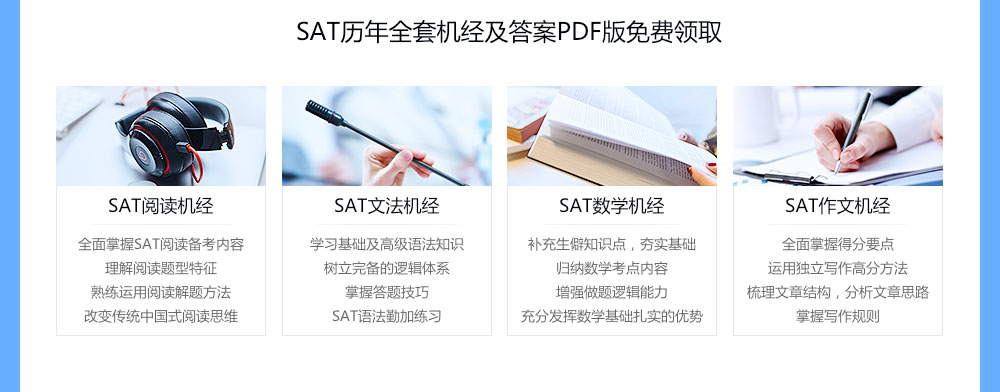 SAT历年全套机经及答案PDF版免费领取
SAT阅读机经
全面掌握SAT阅读备考内容
理解阅读题型特征
熟练运用阅读解题方法
改变传统中国式阅读思维
SAT文法机经
学习基础及高级语法知识
树立完备的逻辑体系
掌握答题技巧
SAT语法勤加练习
SAT数学机经
补充生僻知识点，夯实基础
归纳数学考点内容
增强做题逻辑能力
充分发挥数学基础扎实的优势
SAT作文机经
全面掌握得分要点
运用独立写作高分方法
梳理文章结构，分析文章思路
掌握写作规则